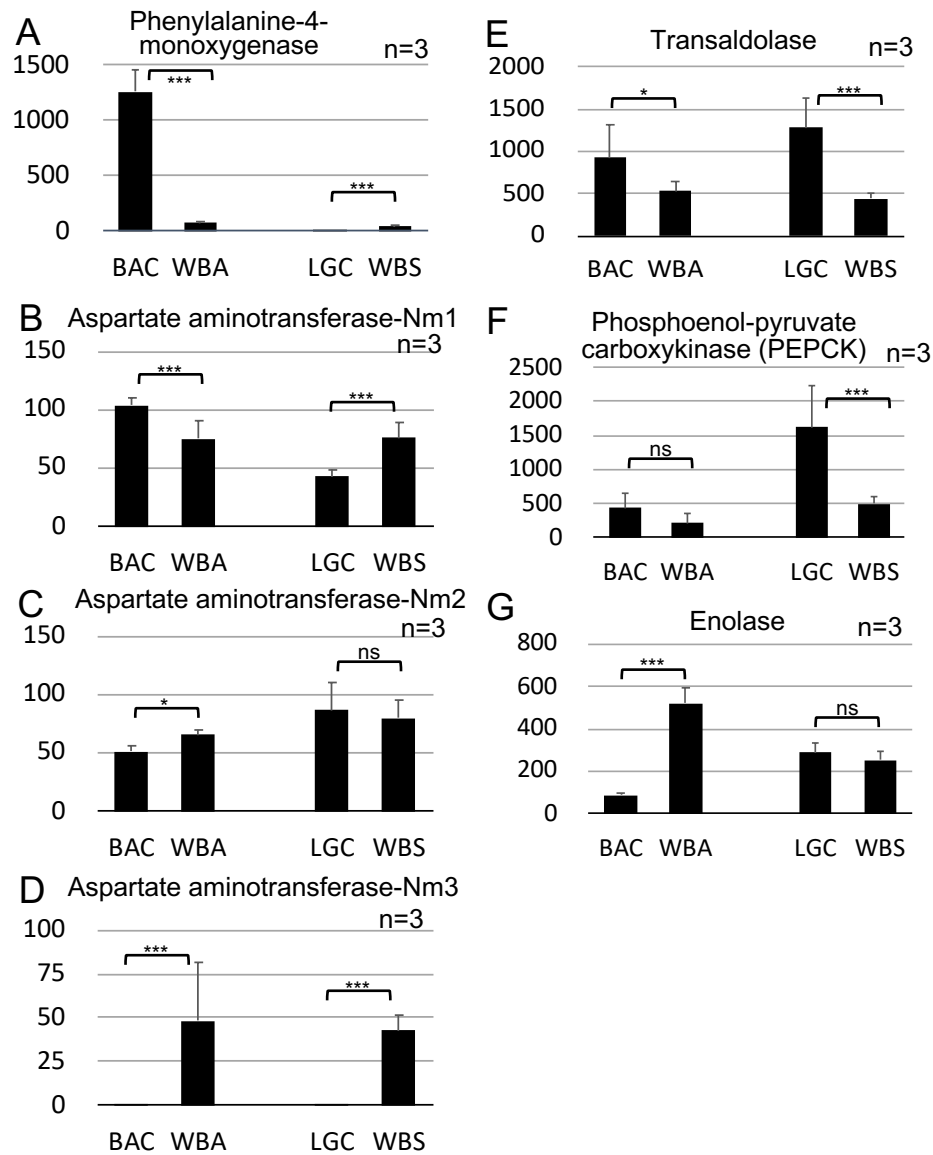 A
Phenylalanine-4-
monoxygenase
n=3
1500
1000
500
0
***
***
BAC WBA LGC WBS
B
Aspartate aminotransferase-Nm1
n=3
150
100
50
0
***
***
BAC WBA LGC WBS
C
Aspartate aminotransferase-Nm2
n=3
150
100
50
0
*
ns
BAC WBA LGC WBS
D
Aspartate aminotransferase-Nm3
n=3
100
75
50
25
0
***
***
BAC WBA LGC WBS
E
Transaldolase
n=3
2000
1500
1000
500
0
*
***
BAC WBA LGC WBS
F
Phosphoenol-pyruvate
carboxykinase (PEPCK)
n=3
2500
2000
1500
1000
500
0
ns
***
BAC WBA LGC WBS
G
Enolase
n=3
800
600
400
200
0
***
ns
BAC WBA LGC WBS